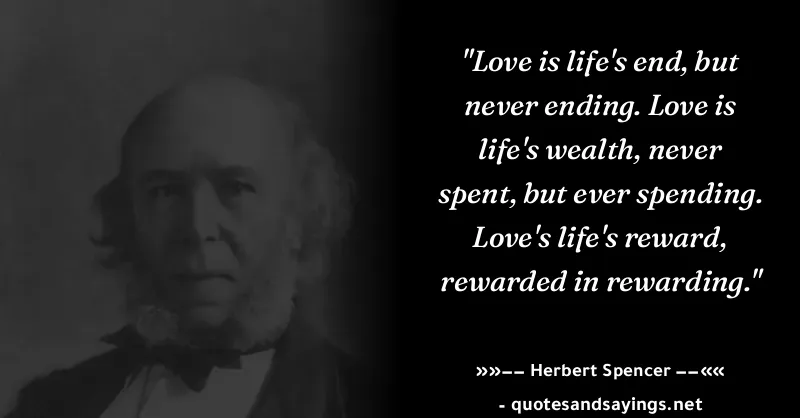 "Love is life's end, but
never ending. Love is
life's wealth, never
spent, but ever spending.
Love's life's reward,
rewarded in rewarding."
»»–– Herbert Spencer ––««
- quotesandsayings.net